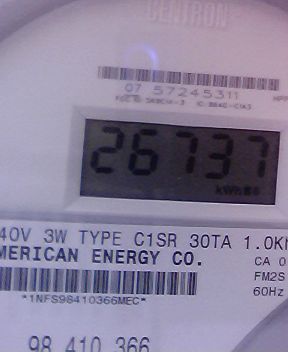 CENTRON
07 57245311
26737
kWh
40V 3W TYPE C1SR 30TA 1.0K
MERICAN ENERGY CO.
CA 0
FM2S
60Hz
*1NFS98410366MEC*
98 410 366